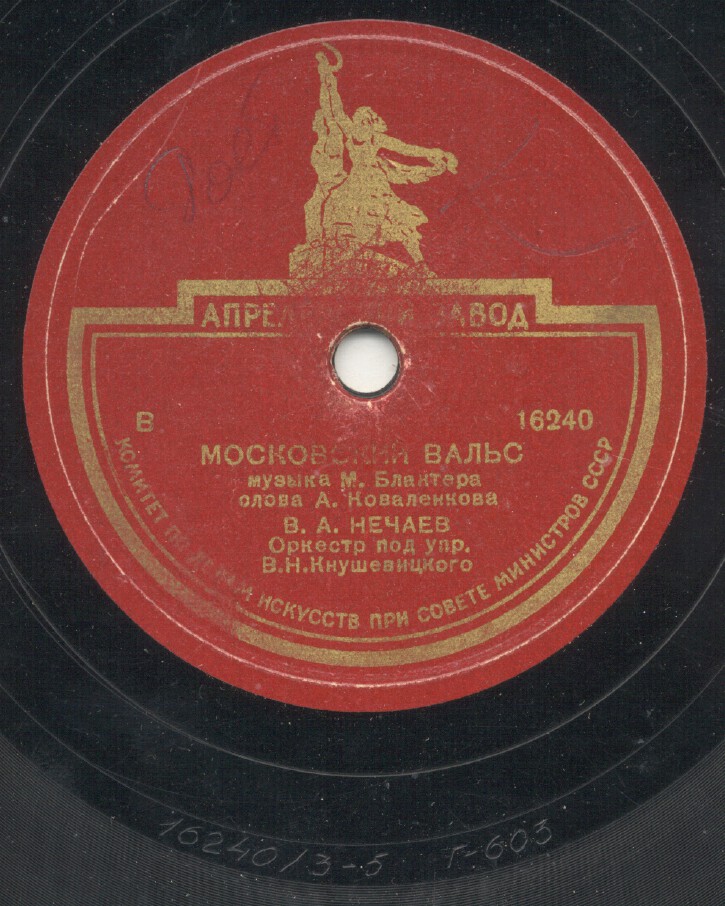 АПРЕЛЕВСКИЙ ЗАВОД
В 16240
МОСКОВСКИЙ ВАЛЬС
музыка М. Блантера
слова А. Коваленкова
В. А. НЕЧАЕВ
Оркестр под упр.
В.Н.Кнушевицкого
КОМИТЕТ ПО ДЕЛАМ ИСКУССТВ ПРИ СОВЕТЕ МИНИСТРОВ СССР
16240/3-5 Г-603